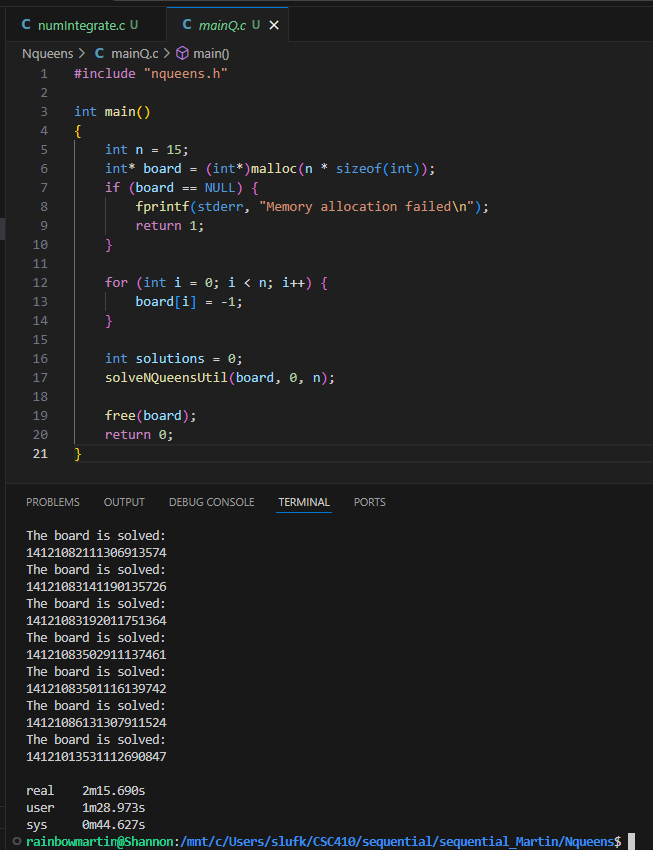 C numIntegrate.c U C mainQ.c U ×
Nqueens > C mainQ.c > main()
1 #include "nqueens.h"
2
3 int main()
4 {
5     int n = 15;
6     int* board = (int*)malloc(n * sizeof(int));
7     if (board == NULL) {
8         fprintf(stderr, "Memory allocation failed\n");
9         return 1;
10     }
11
12     for (int i = 0; i < n; i++) {
13         board[i] = -1;
14     }
15
16     int solutions = 0;
17     solveNQueensUtil(board, 0, n);
18
19     free(board);
20     return 0;
21 }
PROBLEMS OUTPUT DEBUG CONSOLE TERMINAL PORTS
The board is solved:
14121082111306913574
The board is solved:
14121083141190135726
The board is solved:
14121083192011751364
The board is solved:
14121083502911137461
The board is solved:
14121083501116139742
The board is solved:
14121086131307911524
The board is solved:
14121013531112690847
real 2m15.690s
user 1m28.973s
sys 0m44.627s
rainbowmartin@Shannon:/mnt/c/Users/slufk/CSC410/sequential/sequential_Martin/Nqueens$